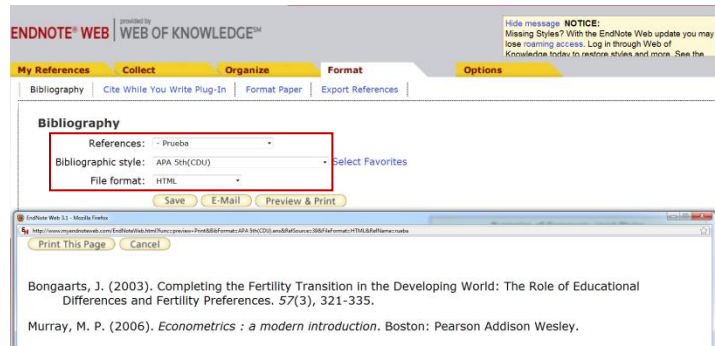 provided by
ENDNOTE® WEB WEB OF KNOWLEDGE℠
Hide message NOTICE:
Missing Styles? With the EndNote Web update you may
lose roaming access. Log in through Web of
Knowledge today to restore styles and more. See the
My References Collect Organize Format Options
Bibliography Cite While You Write Plug-In Format Paper Export References
Bibliography
References: - Prueba
Bibliographic style: APA 5th(CDU) Select Favorites
File format: HTML
Save E-Mail Preview & Print
EndNote Web 3.1 - Mozilla Firefox
Print This Page Cancel
Bongaarts, J. (2003). Completing the Fertility Transition in the Developing World: The Role of Educational
Differences and Fertility Preferences. 57(3), 321-335.
Murray, M. P. (2006). Econometrics : a modern introduction. Boston: Pearson Addison Wesley.